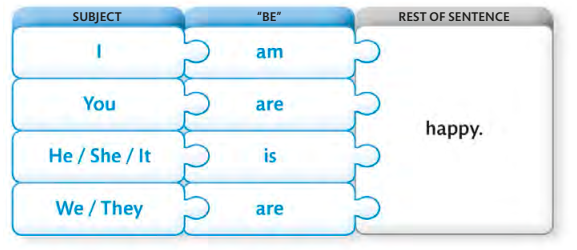 SUBJECT "BE" REST OF SENTENCE
I am
You are
happy.
He / She / It is
We / They are